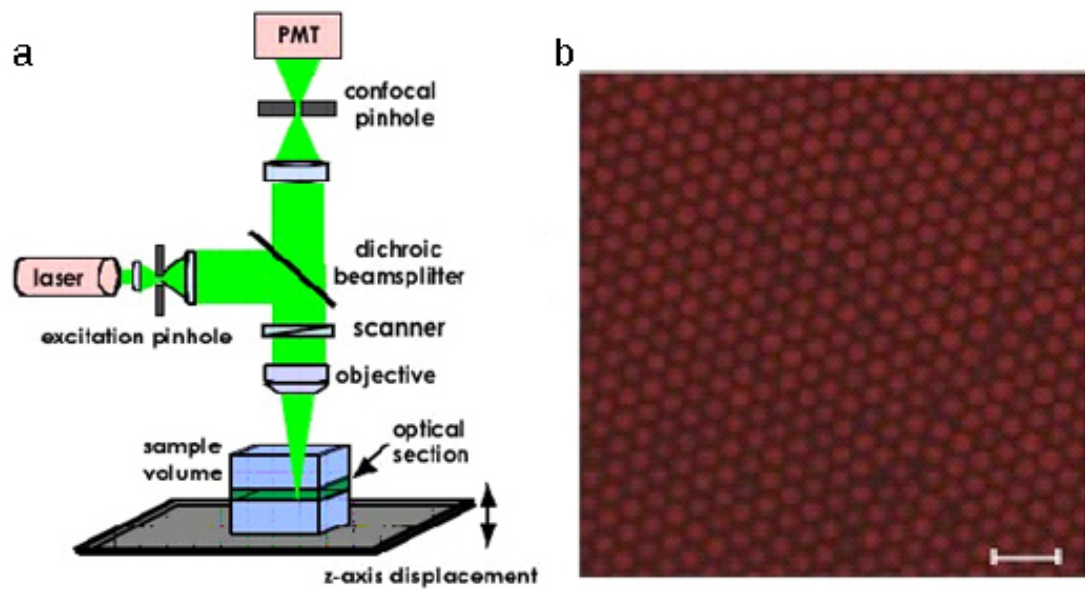 a
PMT
confocal
pinhole
laser
dichroic
beamsplitter
excitation pinhole
scanner
objective
sample
volume
optical
section
z-axis displacement
b